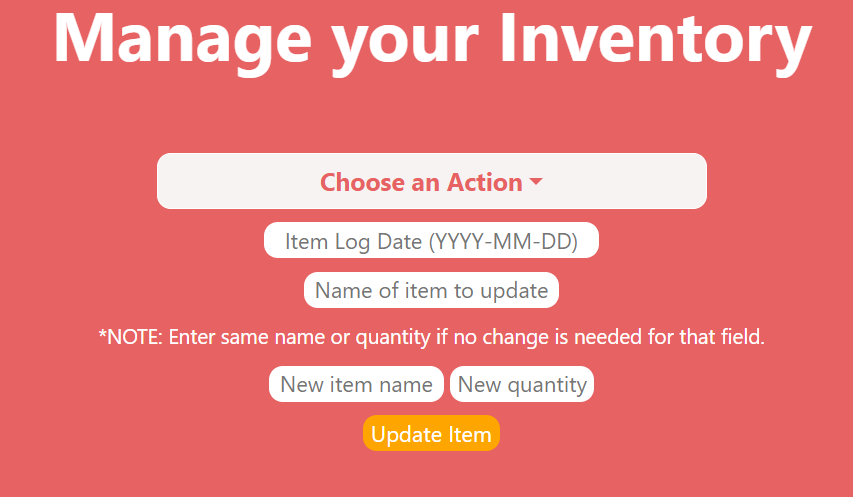 Manage your Inventory
Choose an Action
Item Log Date (YYYY-MM-DD)
Name of item to update
*NOTE: Enter same name or quantity if no change is needed for that field.
New item name New quantity
Update Item